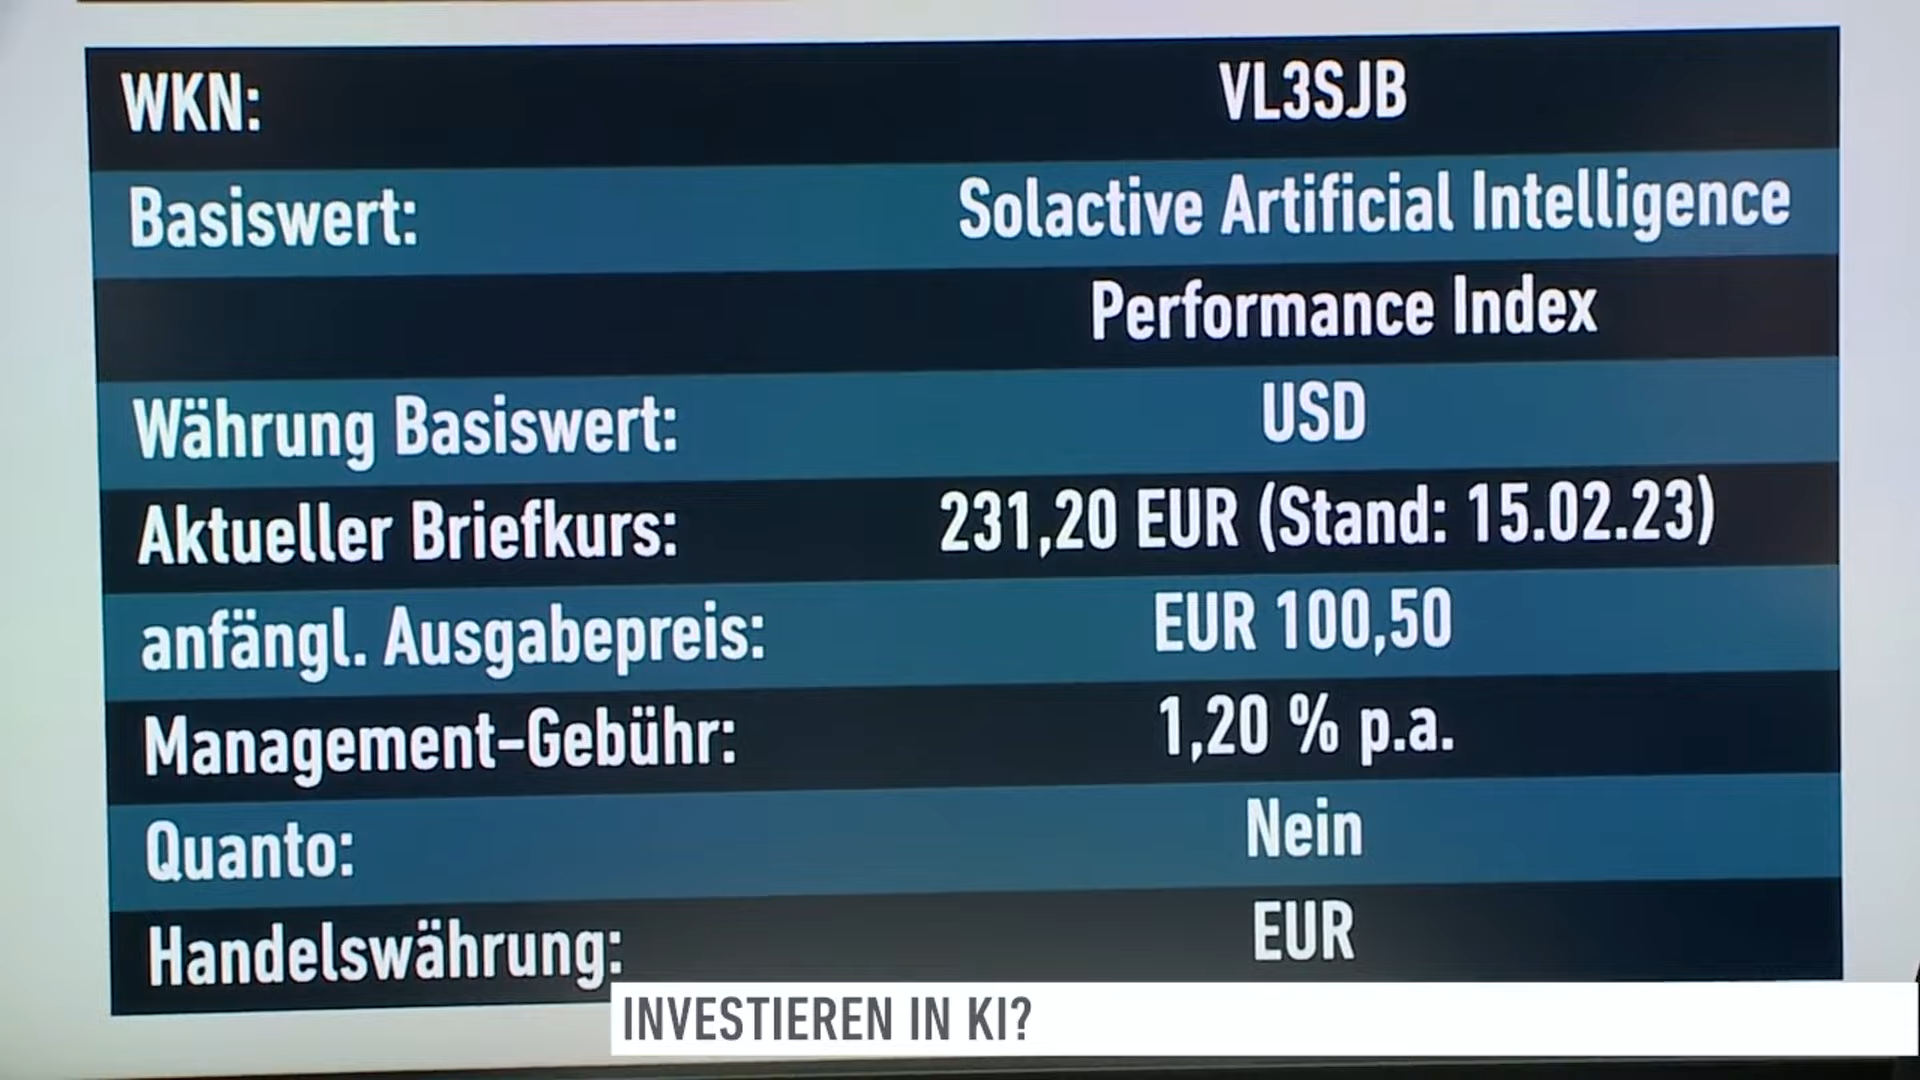 WKN: VL3SJB
Basiswert: Solactive Artificial Intelligence
Performance Index
Währung Basiswert: USD
Aktueller Briefkurs: 231,20 EUR (Stand: 15.02.23)
anfängl. Ausgabepreis: EUR 100,50
Management-Gebühr: 1,20 % p.a.
Quanto: Nein
Handelswährung: EUR
INVESTIEREN IN KI?